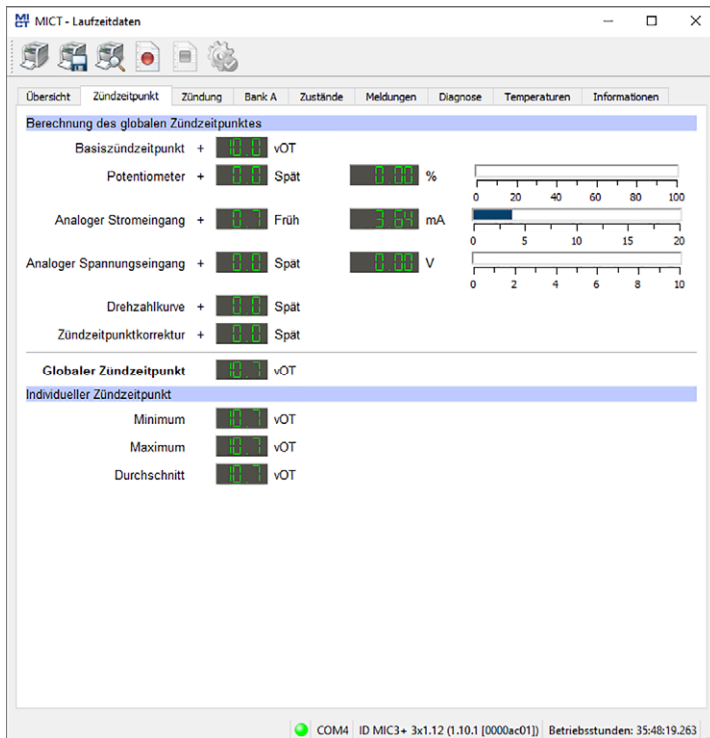 MICT - Laufzeitdaten
Übersicht Zündzeitpunkt Zündung Bank A Zustände Meldungen Diagnose Temperaturen Informationen
Berechnung des globalen Zündzeitpunktes
Basiszündzeitpunkt + 10.0 vOT
Potentiometer + 0.0 Spät 0.00 %
0 20 40 60 80 100
Analoger Stromeingang + 0.7 Früh 3.64 mA
0 5 10 15 20
Analoger Spannungseingang + 0.0 Spät 0.00 V
0 2 4 6 8 10
Drehzahlkurve + 0.0 Spät
Zündzeitpunktkorrektur + 0.0 Spät
Globaler Zündzeitpunkt 10.7 vOT
Individueller Zündzeitpunkt
Minimum 10.7 vOT
Maximum 10.7 vOT
Durchschnitt 10.7 vOT
COM4 ID MIC3+ 3x1.12 (1.10.1 [0000ac01]) Betriebsstunden: 35:48:19.263